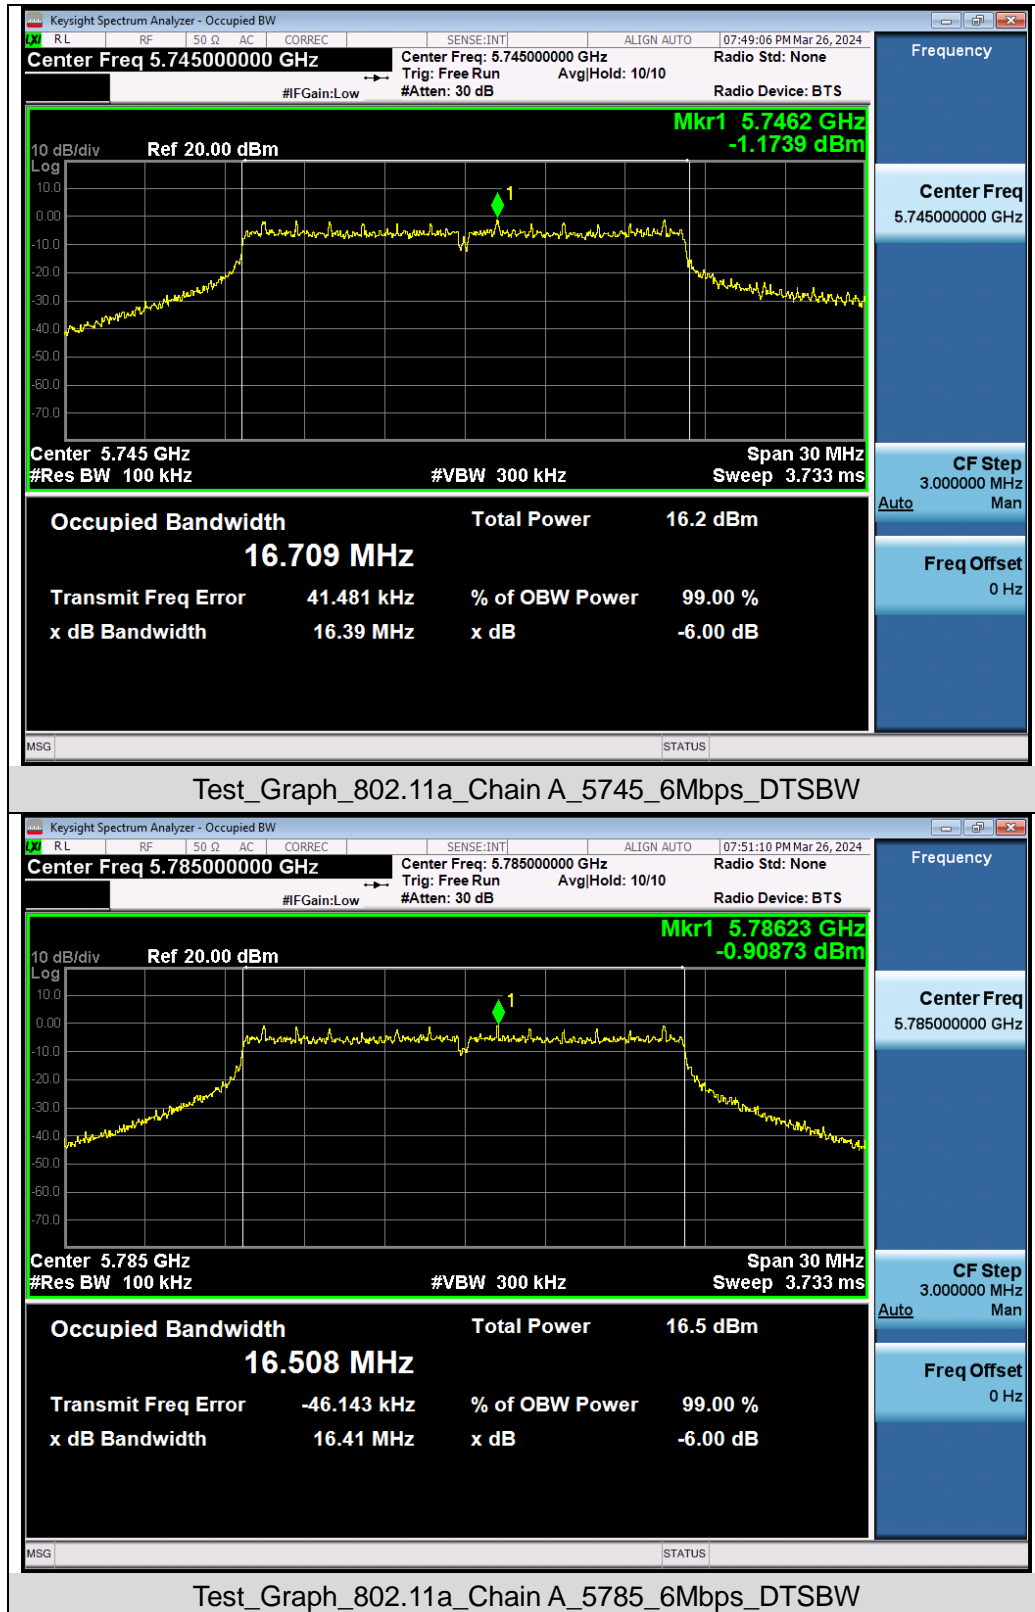 Keysight Spectrum Analyzer - Occupied BW
LXI RL RF 50 Ω AC CORREC SENSE:INT ALIGN AUTO 07:49:06 PM Mar 26, 2024
Center Freq 5.745000000 GHz
Center Freq: 5.745000000 GHz
Radio Std: None
Trig: Free Run Avg|Hold: 10/10
#IFGain:Low
#Atten: 30 dB
Radio Device: BTS
Frequency
Mkr1 5.7462 GHz
-1.1739 dBm
10 dB/div
Ref 20.00 dBm
Log
10.0
0.00
-10.0
-20.0
-30.0
-40.0
-50.0
-60.0
-70.0
1
Center Freq
5.745000000 GHz
Center 5.745 GHz
Span 30 MHz
#Res BW 100 kHz
#VBW 300 kHz
Sweep 3.733 ms
CF Step
3.000000 MHz
Auto Man
Occupied Bandwidth
Total Power 16.2 dBm
16.709 MHz
Freq Offset
0 Hz
Transmit Freq Error 41.481 kHz
% of OBW Power 99.00 %
x dB Bandwidth 16.39 MHz
x dB -6.00 dB
MSG STATUS
Test_Graph_802.11a_Chain A_5745_6Mbps_DTSBW
Keysight Spectrum Analyzer - Occupied BW
LXI RL RF 50 Ω AC CORREC SENSE:INT ALIGN AUTO 07:51:10 PM Mar 26, 2024
Center Freq 5.785000000 GHz
Center Freq: 5.785000000 GHz
Radio Std: None
Trig: Free Run Avg|Hold: 10/10
#IFGain:Low
#Atten: 30 dB
Radio Device: BTS
Frequency
Mkr1 5.78623 GHz
-0.90873 dBm
10 dB/div
Ref 20.00 dBm
Log
10.0
0.00
-10.0
-20.0
-30.0
-40.0
-50.0
-60.0
-70.0
1
Center Freq
5.785000000 GHz
Center 5.785 GHz
Span 30 MHz
#Res BW 100 kHz
#VBW 300 kHz
Sweep 3.733 ms
CF Step
3.000000 MHz
Auto Man
Occupied Bandwidth
Total Power 16.5 dBm
16.508 MHz
Freq Offset
0 Hz
Transmit Freq Error -46.143 kHz
% of OBW Power 99.00 %
x dB Bandwidth 16.41 MHz
x dB -6.00 dB
MSG STATUS
Test_Graph_802.11a_Chain A_5785_6Mbps_DTSBW